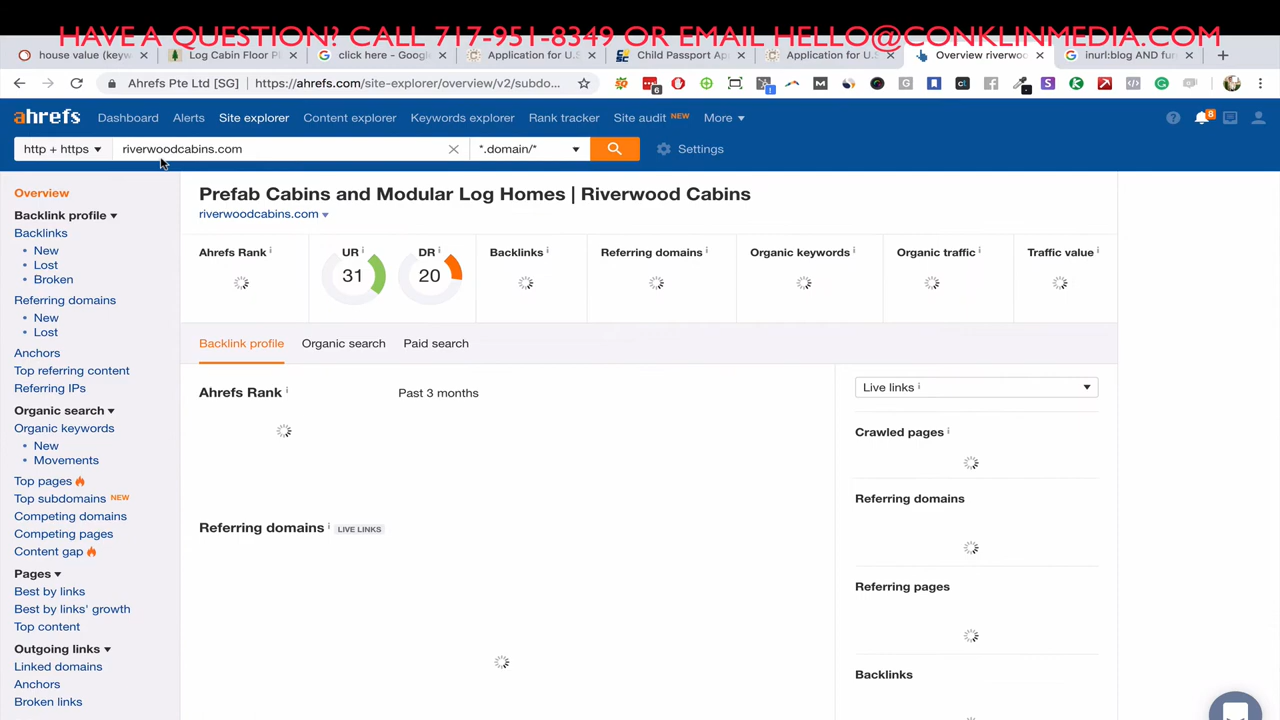 HAVE A QUESTION? CALL 717-951-8349 OR EMAIL HELLO@CONKLINMEDIA.COM
house value (keyw
Log Cabin Floor Pl
click here - Google
Application for U.S
Child Passport Ap
Application for U.S
Overview riverwoo
inurl:blog AND fun
Ahrefs Pte Ltd [SG]
https://ahrefs.com/site-explorer/overview/v2/subdo...
ahrefs
Dashboard
Alerts
Site explorer
Content explorer
Keywords explorer
Rank tracker
Site audit NEW
More
8
http + https
riverwoodcabins.com
*.domain/*
Settings
Overview
Backlink profile
Backlinks
New
Lost
Broken
Referring domains
New
Lost
Anchors
Top referring content
Referring IPs
Organic search
Organic keywords
New
Movements
Top pages
Top subdomains NEW
Competing domains
Competing pages
Content gap
Pages
Best by links
Best by links' growth
Top content
Outgoing links
Linked domains
Anchors
Broken links
Prefab Cabins and Modular Log Homes | Riverwood Cabins
riverwoodcabins.com
Ahrefs Rank
UR
31
DR
20
Backlinks
Referring domains
Organic keywords
Organic traffic
Traffic value
Backlink profile
Organic search
Paid search
Ahrefs Rank
Past 3 months
Referring domains LIVE LINKS
Live links
Crawled pages
Referring domains
Referring pages
Backlinks